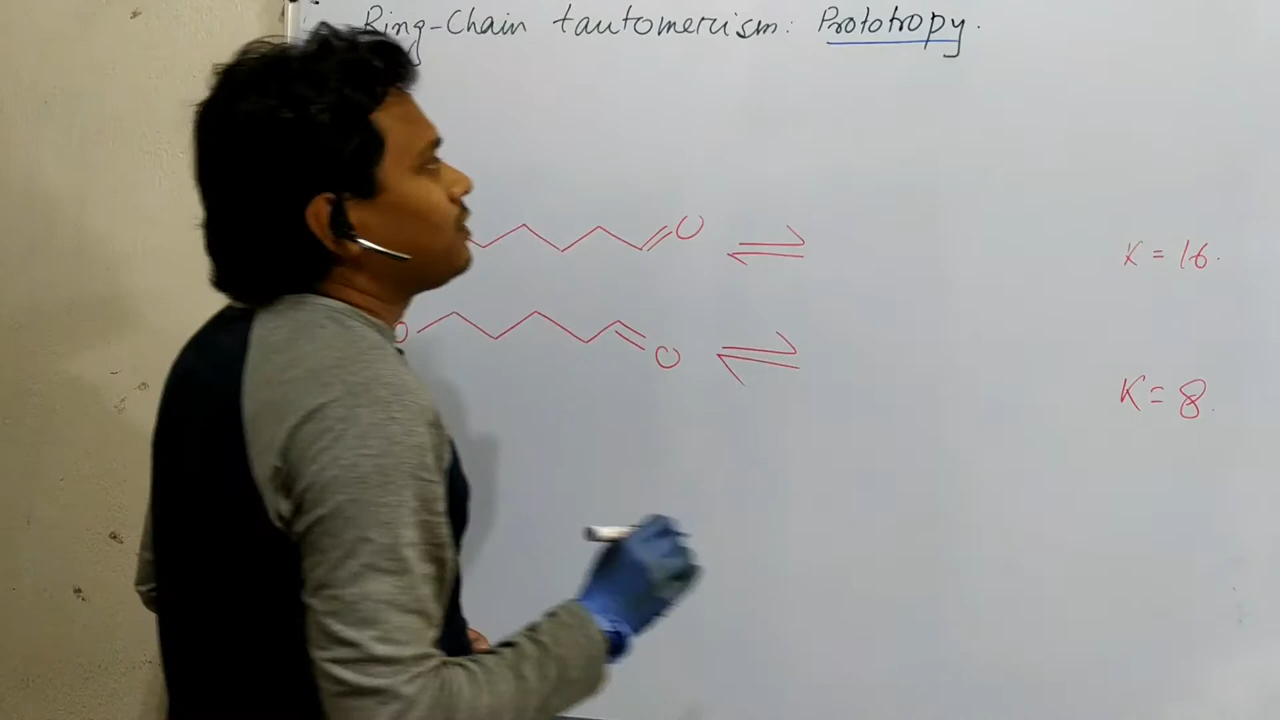 Ring-Chain tautomerism: Prototropy.
O ⇌ K = 16.
O O ⇌ K = 8.